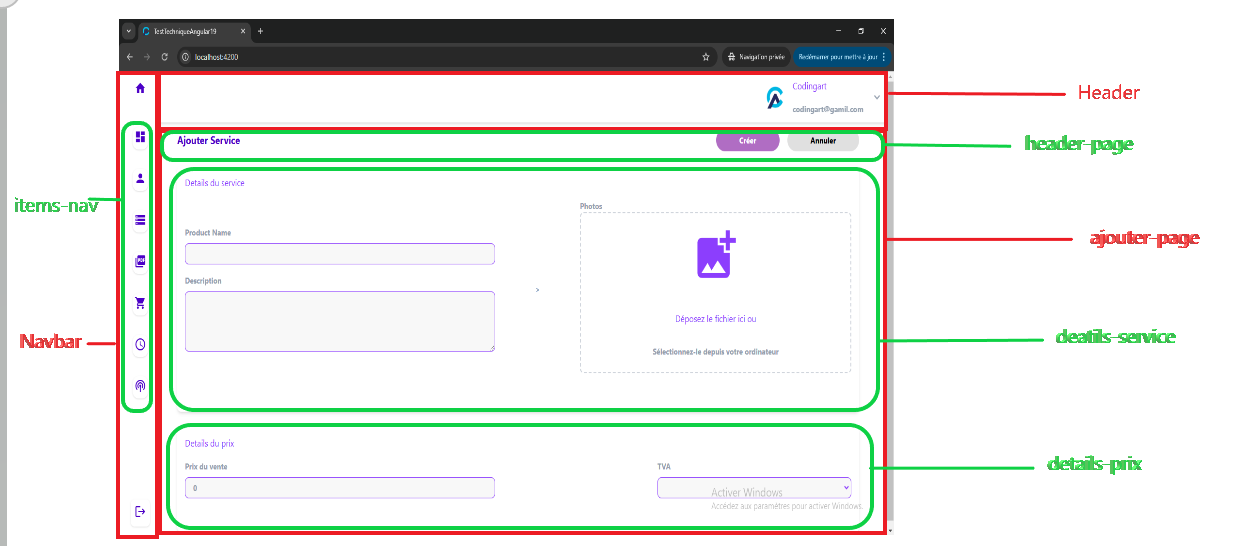 TestTechniqueAngular19
localhost:4200
Navigation privée
Redémarrer pour mettre à jour
Codingart
codingart@gamil.com
Header
Ajouter Service
Créer
Annuler
header-page
Details du service
items-nav
Photos
Product Name
ajouter-page
Description
PDF
Déposez le fichier ici ou
Sélectionnez-le depuis votre ordinateur
deatils-service
Navbar
Details du prix
Prix du vente
TVA
details-prix
0
Activer Windows
Accédez aux paramètres pour activer Windows.